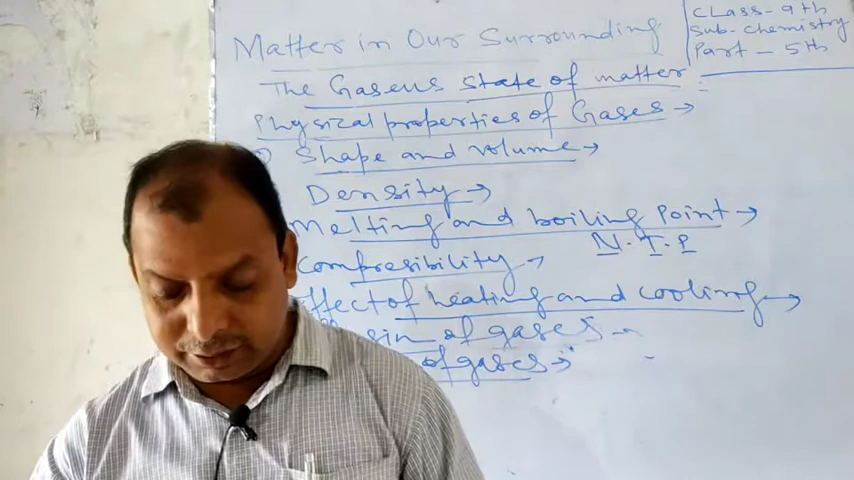 Matter in Our Surrounding
CLASS - 9th
Sub - Chemistry
Part - 5th
The Gaseus state of matter
Physical properties of Gases →
Shape and volume →
Density →
Melting and boiling point →
N.T.P
compresibility →
effect of heating and cooling →
of gases
of gases →